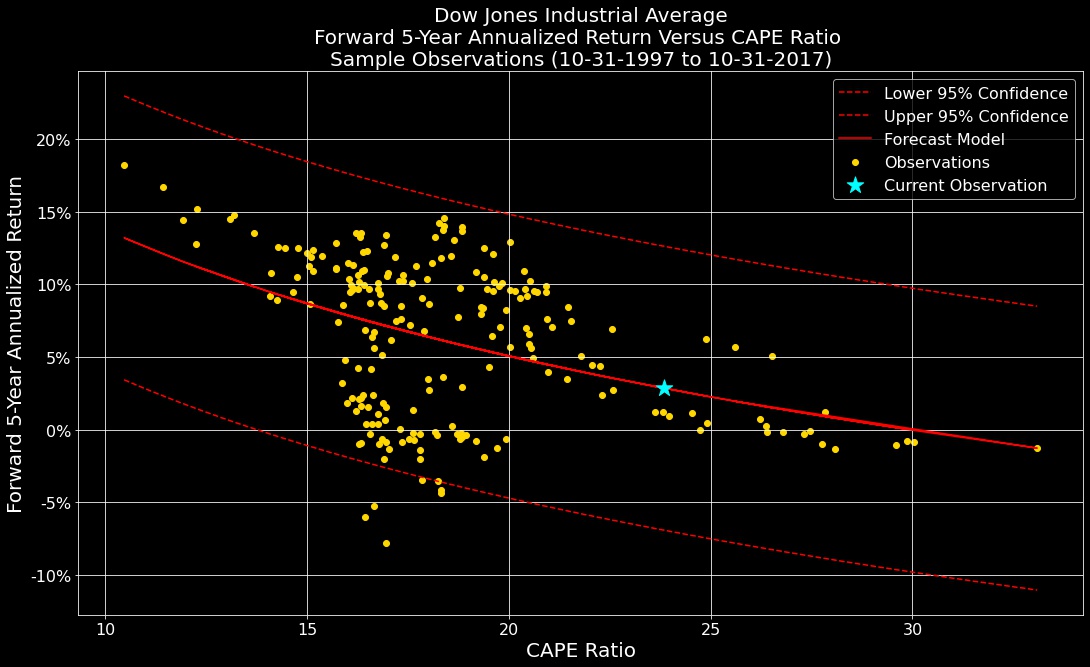 Dow Jones Industrial Average
Forward 5-Year Annualized Return Versus CAPE Ratio
Sample Observations (10-31-1997 to 10-31-2017)
Lower 95% Confidence
Upper 95% Confidence
Forecast Model
Observations
Current Observation
Forward 5-Year Annualized Return
20%
15%
10%
5%
0%
-5%
-10%
10 15 20 25 30
CAPE Ratio